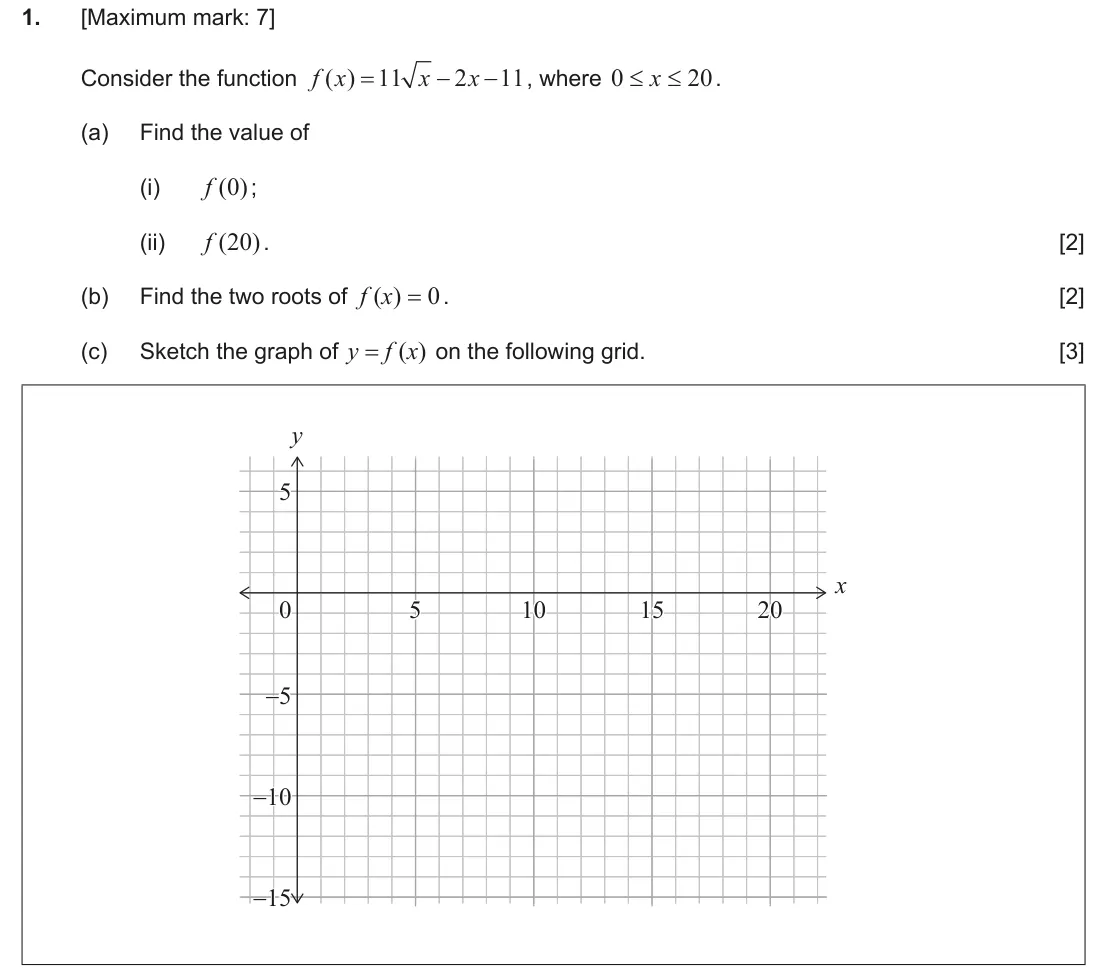 1. [Maximum mark: 7]
Consider the function f(x) = 11√x − 2x − 11, where 0 ≤ x ≤ 20.
(a) Find the value of
(i) f(0);
(ii) f(20). [2]
(b) Find the two roots of f(x) = 0. [2]
(c) Sketch the graph of y = f(x) on the following grid. [3]
y
5
x
0 5 10 15 20
−5
−10
−15